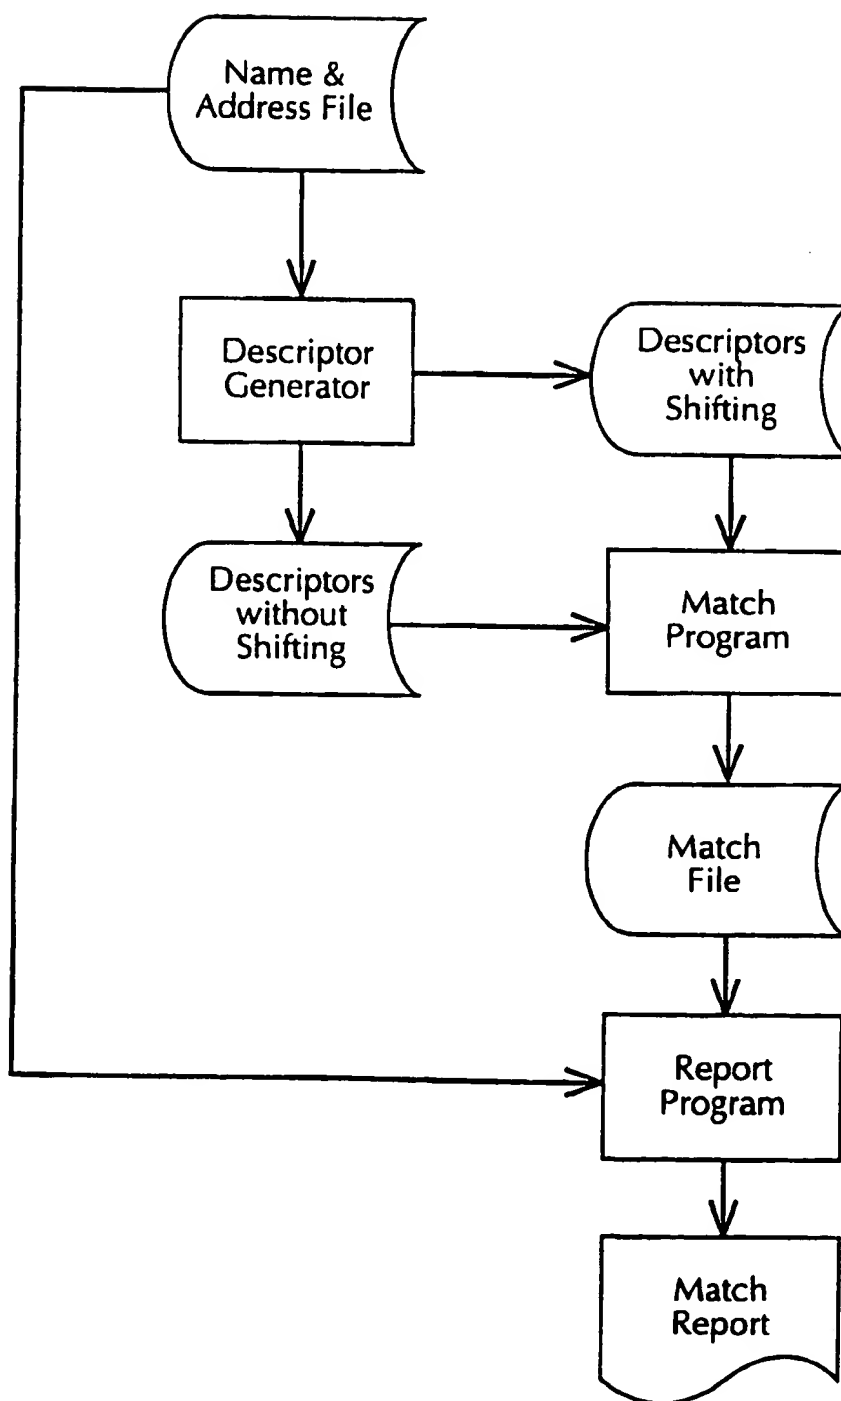 Name &
Address File
Descriptor
Generator
Descriptors
with
Shifting
Descriptors
without
Shifting
Match
Program
Match
File
Report
Program
Match
Report